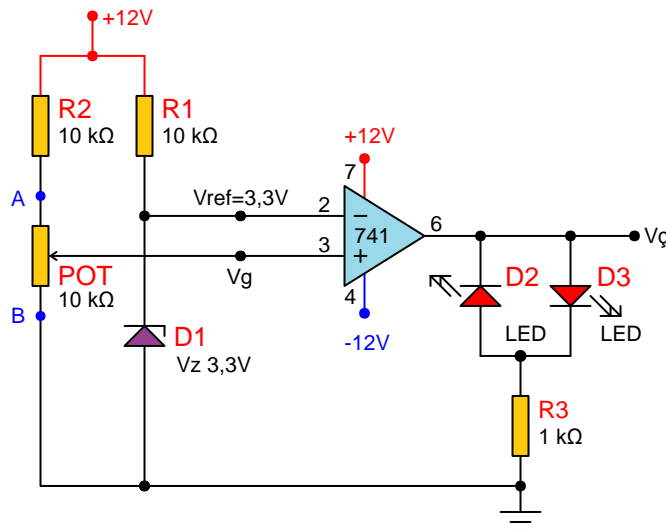 +12V
R2
10 kΩ
R1
10 kΩ
A
POT
10 kΩ
B
Vref=3,3V
Vg
D1
Vz 3,3V
+12V
7
2
3
741
6
4
-12V
Vç
D2
LED
D3
LED
R3
1 kΩ